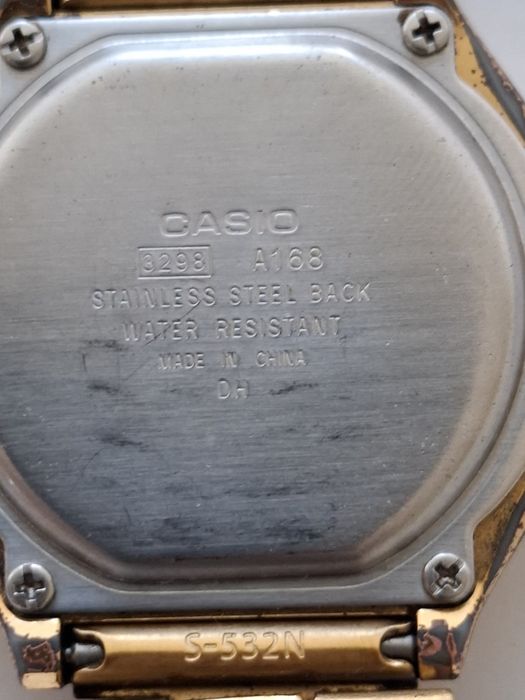 CASIO
3298 A168
STAINLESS STEEL BACK
WATER RESISTANT
MADE IN CHINA
DH
S-532N